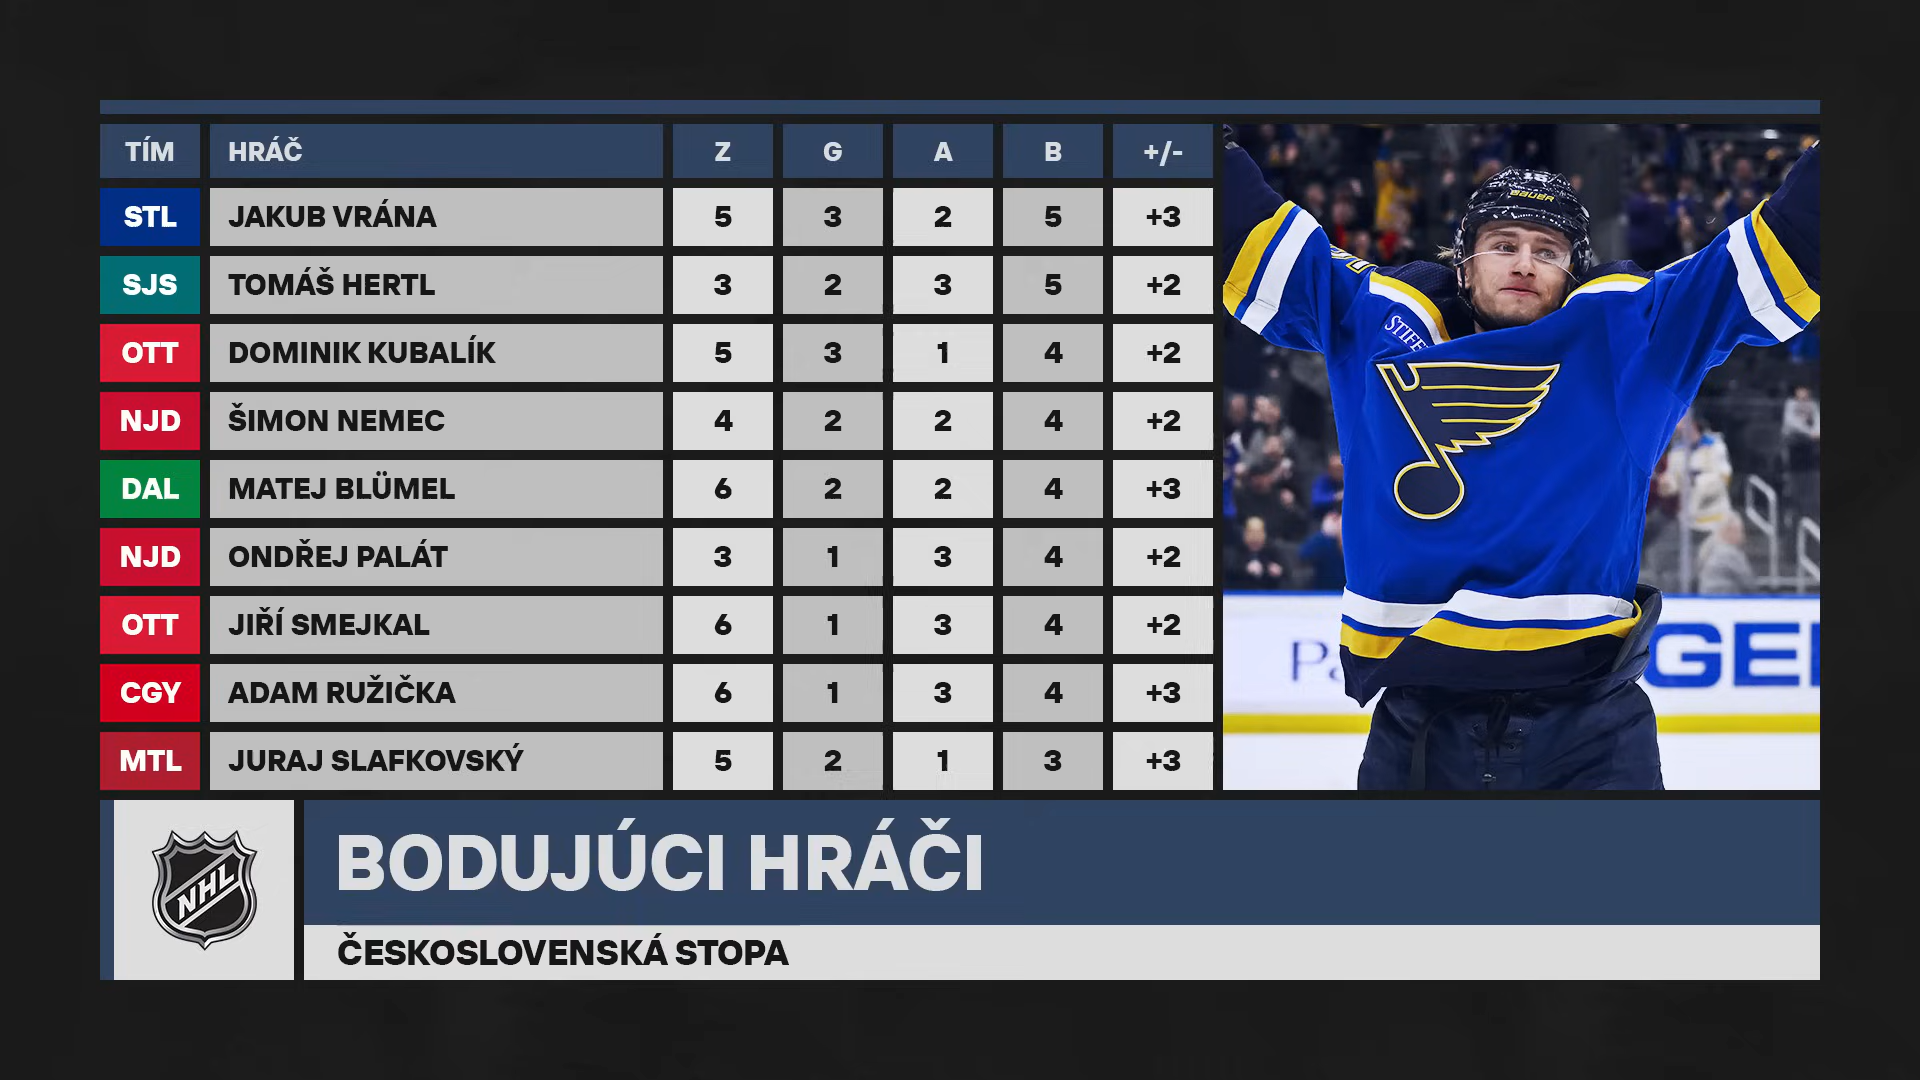 TÍM HRÁČ Z G A B +/-
STL JAKUB VRÁNA 5 3 2 5 +3
SJS TOMÁŠ HERTL 3 2 3 5 +2
OTT DOMINIK KUBALÍK 5 3 1 4 +2
NJD ŠIMON NEMEC 4 2 2 4 +2
DAL MATEJ BLÜMEL 6 2 2 4 +3
NJD ONDŘEJ PALÁT 3 1 3 4 +2
OTT JIŘÍ SMEJKAL 6 1 3 4 +2
CGY ADAM RUŽIČKA 6 1 3 4 +3
MTL JURAJ SLAFKOVSKÝ 5 2 1 3 +3
BAUER
NHL
BODUJÚCI HRÁČI
ČESKOSLOVENSKÁ STOPA